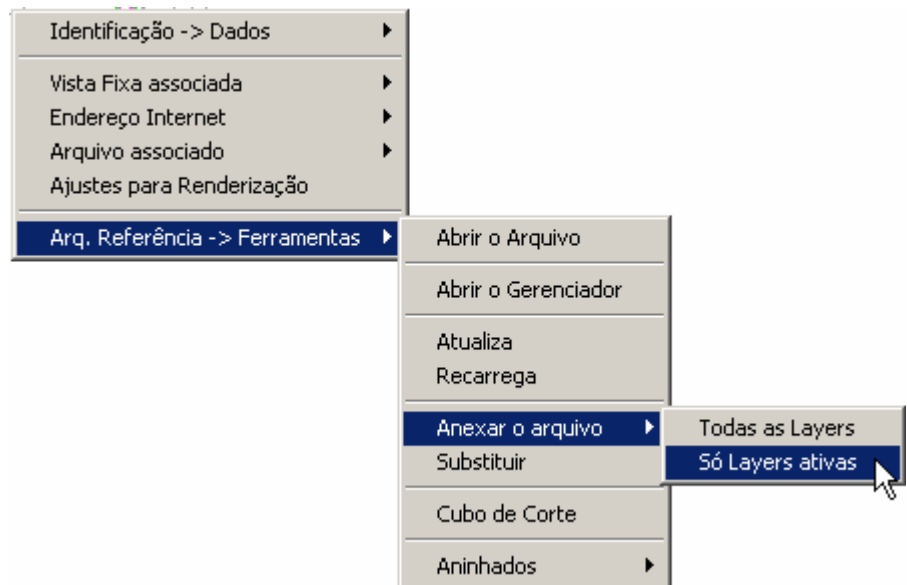 Identificação -> Dados
Vista Fixa associada
Endereço Internet
Arquivo associado
Ajustes para Renderização
Arq. Referência -> Ferramentas
Abrir o Arquivo
Abrir o Gerenciador
Atualiza
Recarrega
Anexar o arquivo
Todas as Layers
Só Layers ativas
Substituir
Cubo de Corte
Aninhados